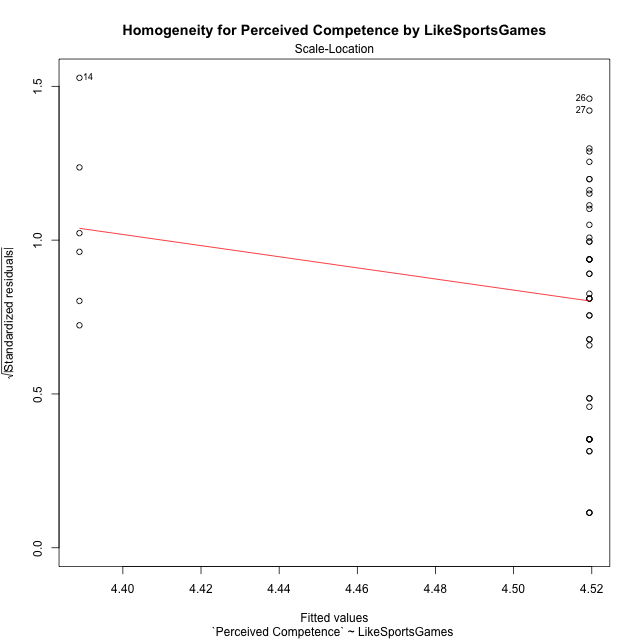 Homogeneity for Perceived Competence by LikeSportsGames
Scale-Location
√|Standardized residuals|
1.5
1.0
0.5
0.0
14
26
27
4.40 4.42 4.44 4.46 4.48 4.50 4.52
Fitted values
`Perceived Competence` ~ LikeSportsGames